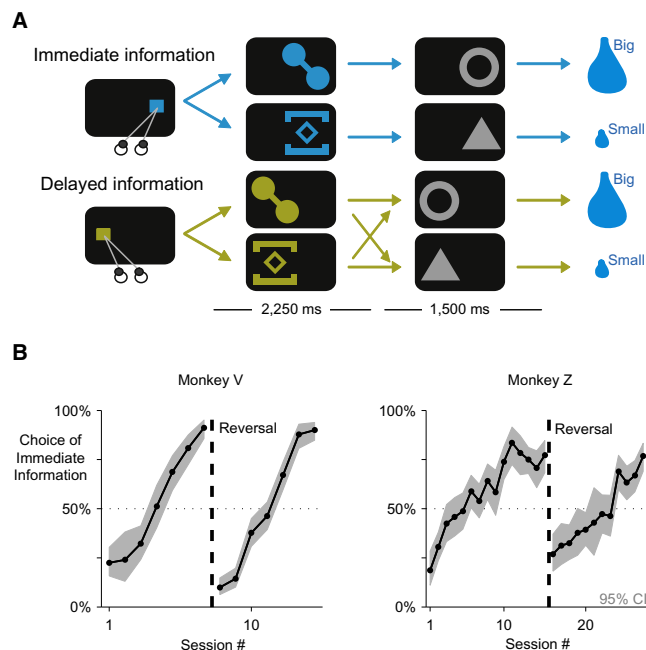 A
Immediate information
Big
Small
Delayed information
Big
Small
2,250 ms
1,500 ms
B
Monkey V
Monkey Z
Choice of
Immediate
Information
100%
50%
0%
Reversal
1
10
Session #
100%
50%
0%
Reversal
95% CI
1
10
20
Session #